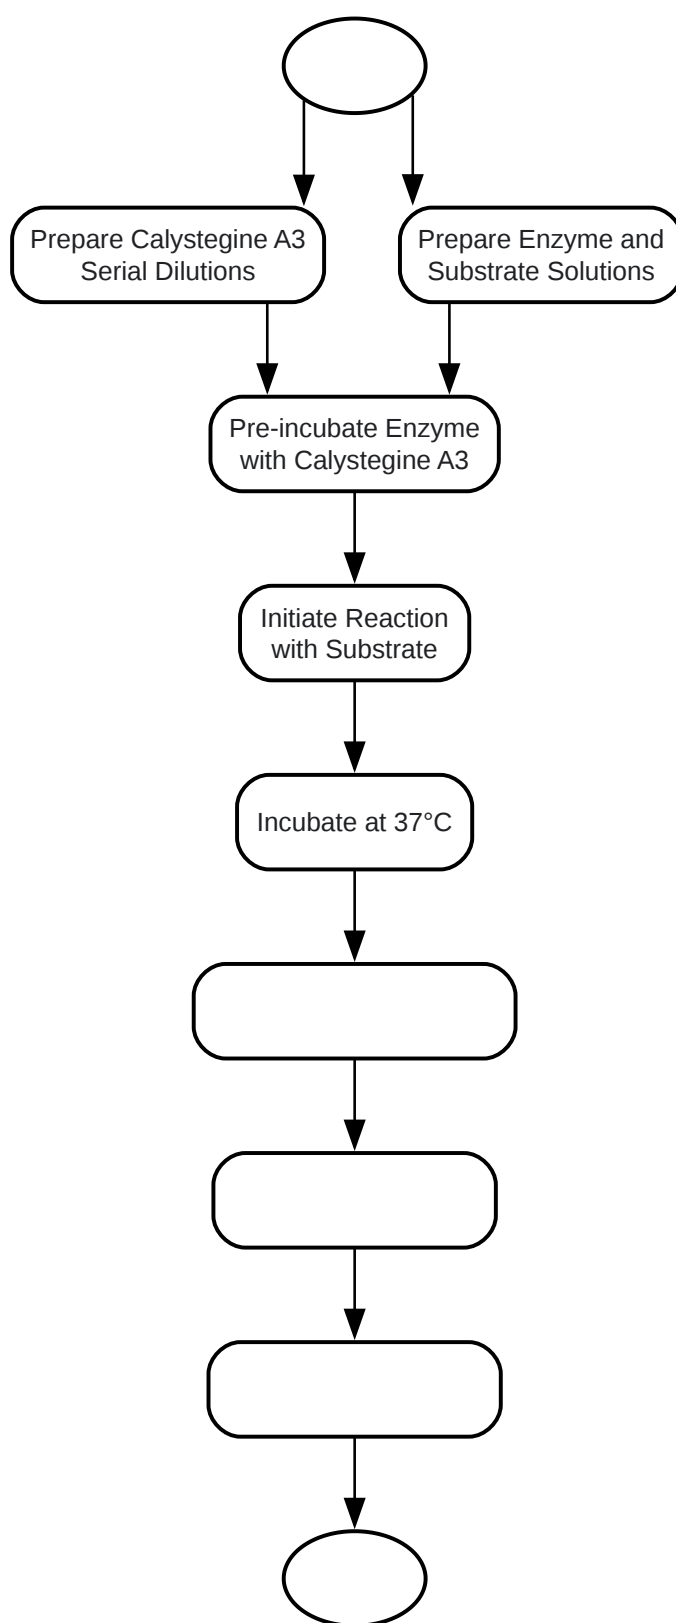 Prepare Calystegine A3
Serial Dilutions
Prepare Enzyme and
Substrate Solutions
Pre-incubate Enzyme
with Calystegine A3
Initiate Reaction
with Substrate
Incubate at 37°C